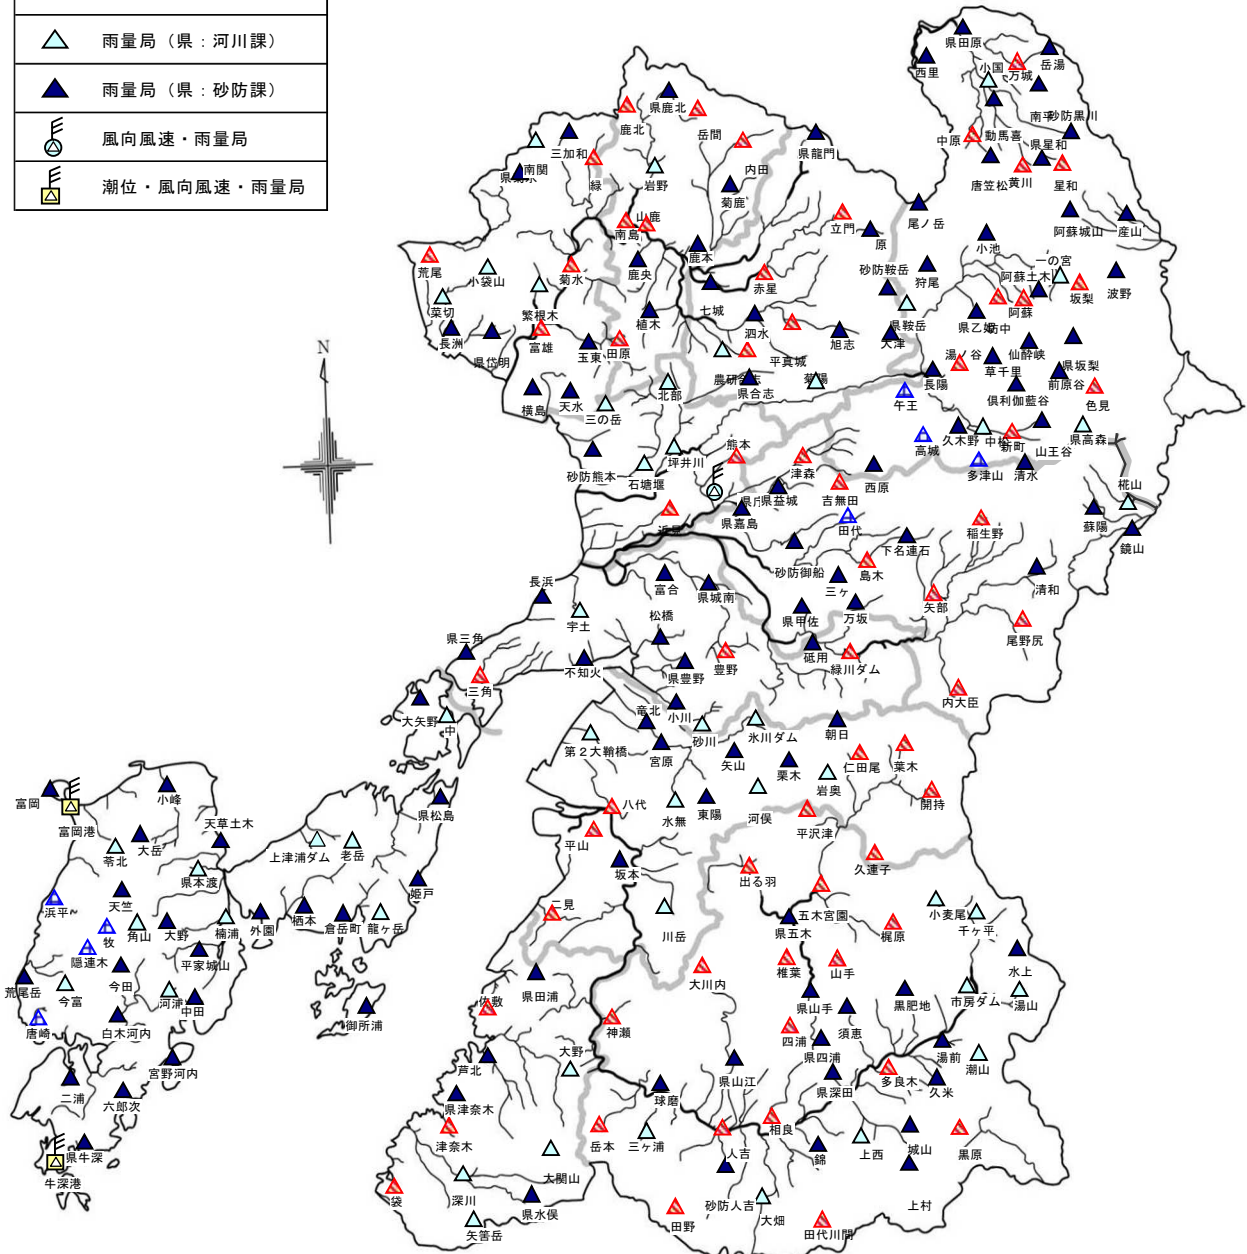 雨量局（県：河川課）
雨量局（県：砂防課）
風向風速・雨量局
潮位・風向風速・雨量局
N
県田原
岳湯
西里
小国
万城
県鹿北
鹿北
岳間
砂防黒川
中原
動馬喜
県星和
三加和
内田
県龍門
南関
緑
岩野
菊鹿
唐笠松
黄川
星和
山鹿
南島
立門
原
尾ノ岳
阿蘇城山
産山
小池
荒尾
小袋山
菊水
鹿央
鹿本
砂防鞍岳
狩尾
一の宮
阿蘇土木
赤星
坂梨
波野
菜切
繁根木
植木
七城
泗水
県鞍岳
県乙姫
坊中
阿蘇
長洲
県岱明
富雄
玉東
田原
平真城
旭志
大津
湯ノ谷
草千里
仙酔峡
県坂梨
前原谷
横島
天水
三の岳
北部
県合志
菊陽
長陽
倶利伽藍谷
色見
午王
砂防熊本
石塘堰
坪井川
熊本
津森
高城
久木野
新町
山王谷
県高森
西原
多津山
清水
椛山
県益城
吉無田
県嘉島
田代
稲生野
蘇陽
鏡山
下名連石
砂防御船
島木
三ヶ
万坂
矢部
清和
長浜
富合
県城南
宇土
松橋
県甲佐
尾野尻
県三角
三角
不知火
県豊野
豊野
砥用
緑川ダム
内大臣
大矢野
中
竜北
小川
第２大鞘橋
宮原
砂川
氷川ダム
朝日
矢山
栗木
岩奥
仁田尾
葉木
開持
富岡
小峰
県松島
八代
水無
東陽
河俣
平沢津
富岡港
大岳
天草土木
上津浦ダム
老岳
平山
苓北
坂本
出る羽
久連子
県本渡
姫戸
浜平
天竺
牧
角山
大野
楠浦
外園
栖本
倉岳町
龍ヶ岳
二見
川岳
五木宮園
県五木
梶原
小麦尾
千ヶ平
隠連木
平家城山
荒尾岳
今富
今田
中田
県田浦
大川内
椎葉
山手
水上
黒肥地
市房ダム
湯山
唐崎
白木河内
御所浦
神瀬
県山手
四浦
須恵
県四浦
湯前
潮山
宮野河内
芦北
大野
県山江
県深田
多良木
久米
二浦
六郎次
県津奈木
球磨
津奈木
岳本
三ヶ浦
相良
人吉
錦
上西
城山
黒原
県牛深
牛深港
袋
深川
大関山
県水俣
矢筈岳
砂防人吉
田野
大畑
田代川間
上村